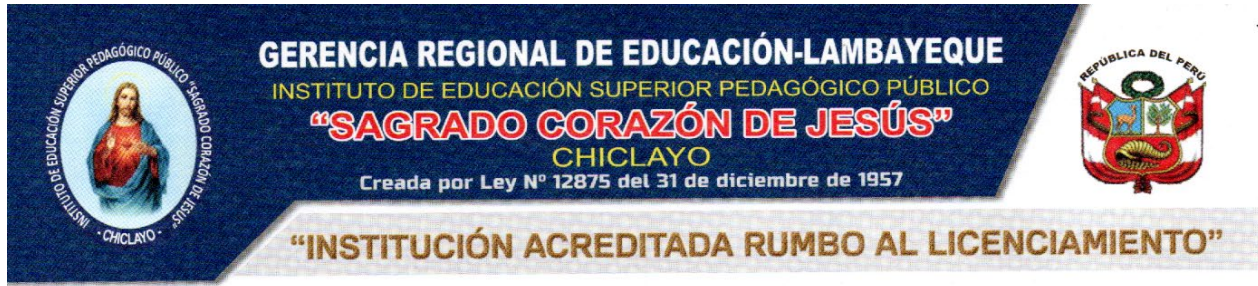 INSTITUTO DE EDUCACIÓN SUPERIOR PEDAGÓGICO PÚBLICO "SAGRADO CORAZÓN DE JESÚS"
- CHICLAYO -
GERENCIA REGIONAL DE EDUCACIÓN-LAMBAYEQUE
INSTITUTO DE EDUCACIÓN SUPERIOR PEDAGÓGICO PÚBLICO
“SAGRADO CORAZÓN DE JESÚS”
CHICLAYO
Creada por Ley Nº 12875 del 31 de diciembre de 1957
REPÚBLICA DEL PERÚ
“INSTITUCIÓN ACREDITADA RUMBO AL LICENCIAMIENTO”